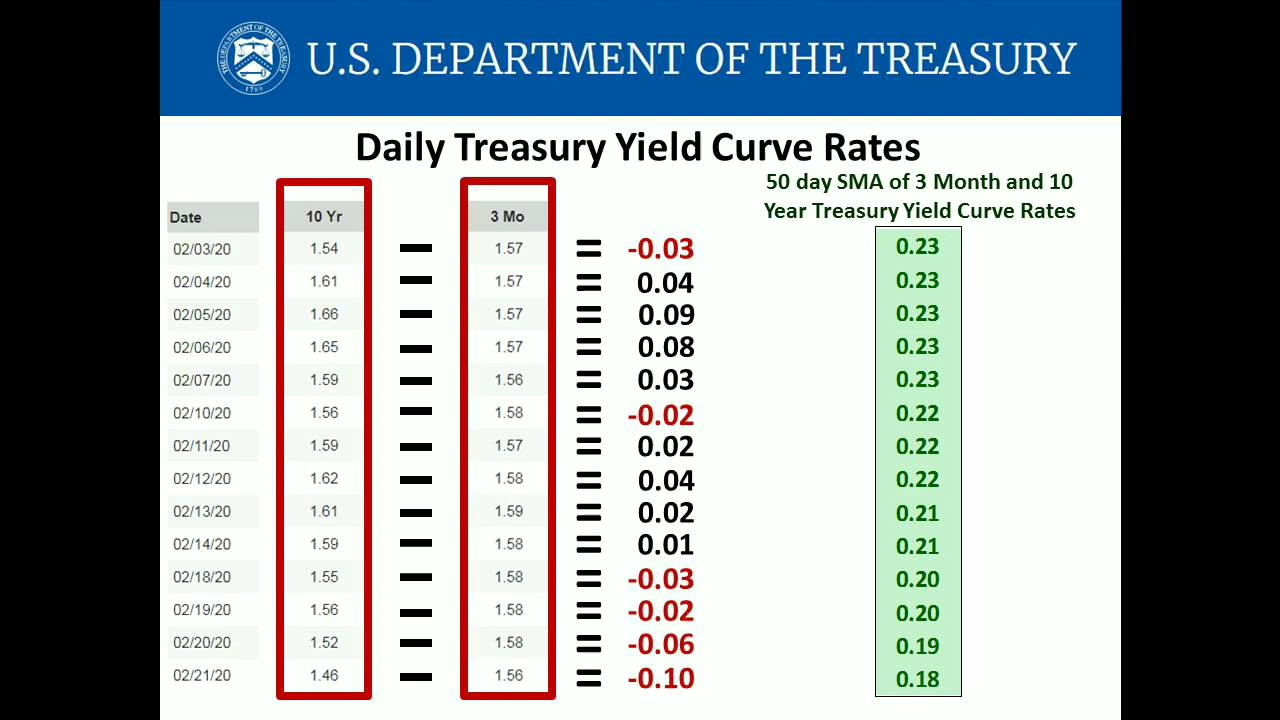 THE DEPARTMENT OF THE TREASURY
1789
U.S. DEPARTMENT OF THE TREASURY
Daily Treasury Yield Curve Rates
50 day SMA of 3 Month and 10
Year Treasury Yield Curve Rates
Date 10 Yr 3 Mo
02/03/20 1.54 — 1.57 = -0.03 0.23
02/04/20 1.61 — 1.57 = 0.04 0.23
02/05/20 1.66 — 1.57 = 0.09 0.23
02/06/20 1.65 — 1.57 = 0.08 0.23
02/07/20 1.59 — 1.56 = 0.03 0.23
02/10/20 1.56 — 1.58 = -0.02 0.22
02/11/20 1.59 — 1.57 = 0.02 0.22
02/12/20 1.62 — 1.58 = 0.04 0.22
02/13/20 1.61 — 1.59 = 0.02 0.21
02/14/20 1.59 — 1.58 = 0.01 0.21
02/18/20 1.55 — 1.58 = -0.03 0.20
02/19/20 1.56 — 1.58 = -0.02 0.20
02/20/20 1.52 — 1.58 = -0.06 0.19
02/21/20 1.46 — 1.56 = -0.10 0.18